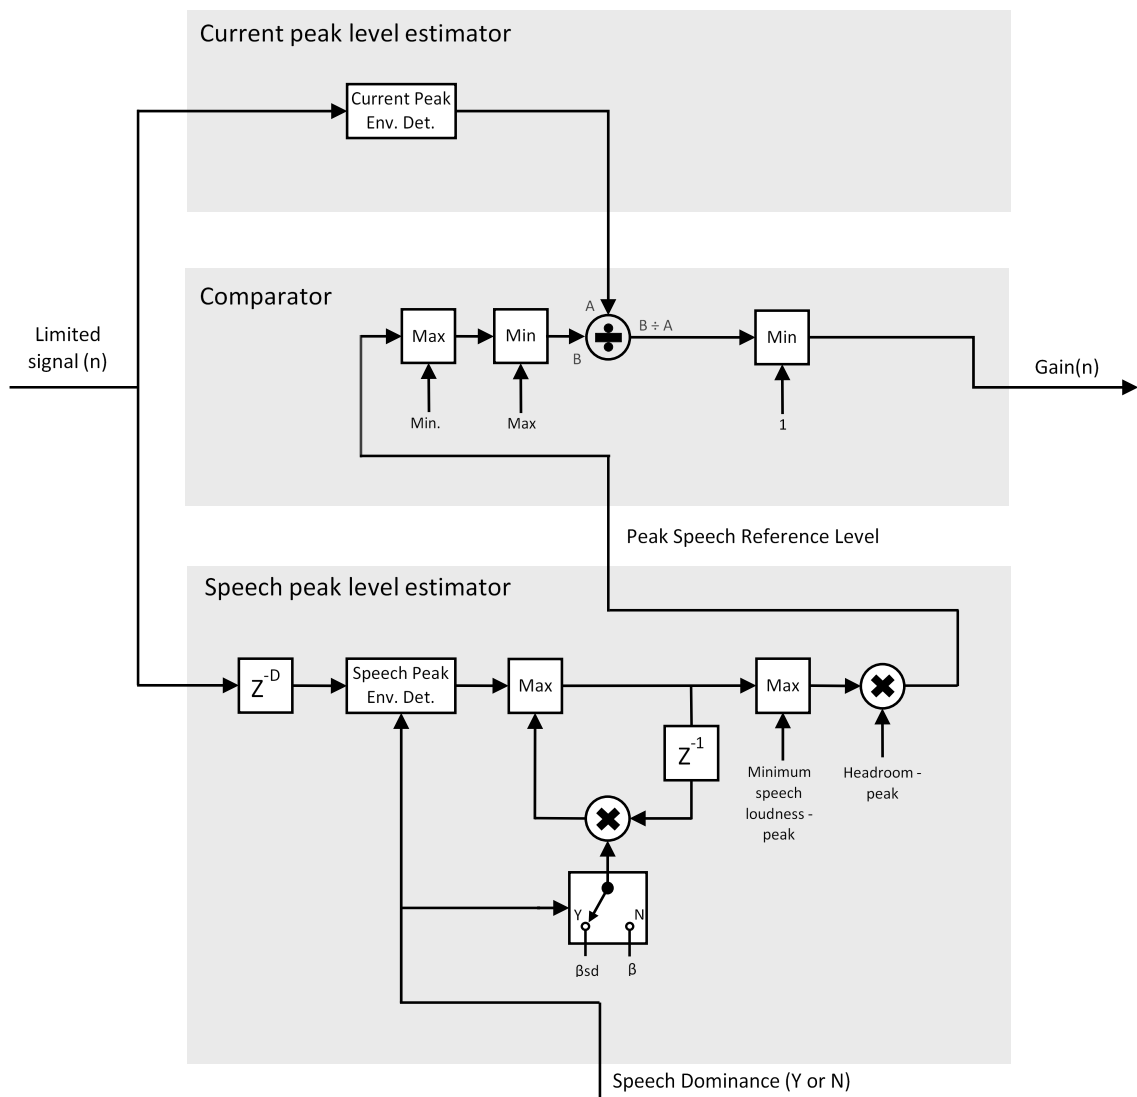 Current peak level estimator
Current Peak
Env. Det.
Comparator
Limited
signal (n)
A
B ÷ A
Max
Min
B
Min
Gain(n)
Min.
Max
1
Peak Speech Reference Level
Speech peak level estimator
Z-D
Speech Peak
Env. Det.
Max
Max
Z-1
Minimum
speech
loudness -
peak
Headroom -
peak
Y
N
βsd
β
Speech Dominance (Y or N)